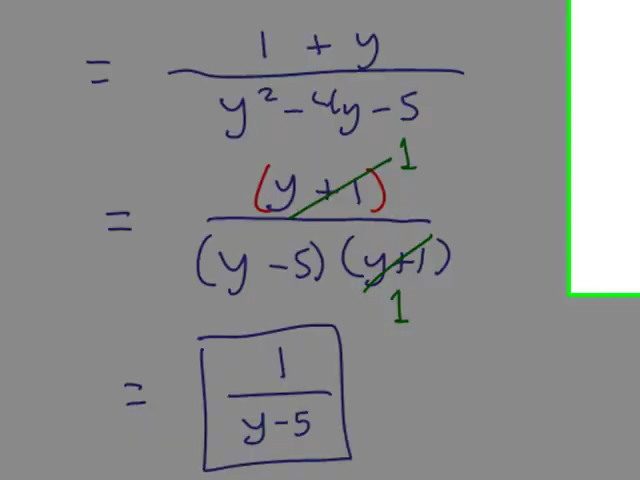 = (1 + y) / (y² - 4y - 5)
= (y + 1) / ((y - 5)(y + 1)) 1 1
= 1 / (y - 5)